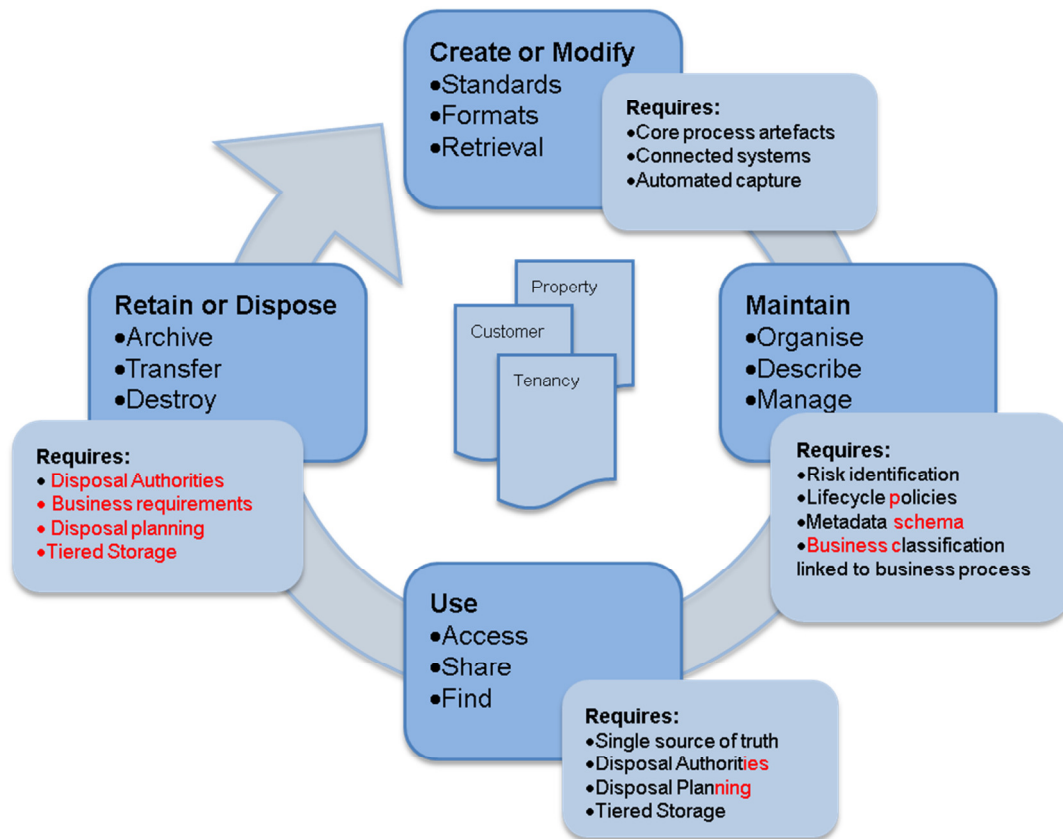 Create or Modify
•Standards
•Formats
•Retrieval
Requires:
•Core process artefacts
•Connected systems
•Automated capture
Maintain
•Organise
•Describe
•Manage
Requires:
•Risk identification
•Lifecycle policies
•Metadata schema
•Business classification
linked to business process
Use
•Access
•Share
•Find
Requires:
•Single source of truth
•Disposal Authorities
•Disposal Planning
•Tiered Storage
Retain or Dispose
•Archive
•Transfer
•Destroy
Requires:
• Disposal Authorities
• Business requirements
• Disposal planning
•Tiered Storage
Property
Customer
Tenancy